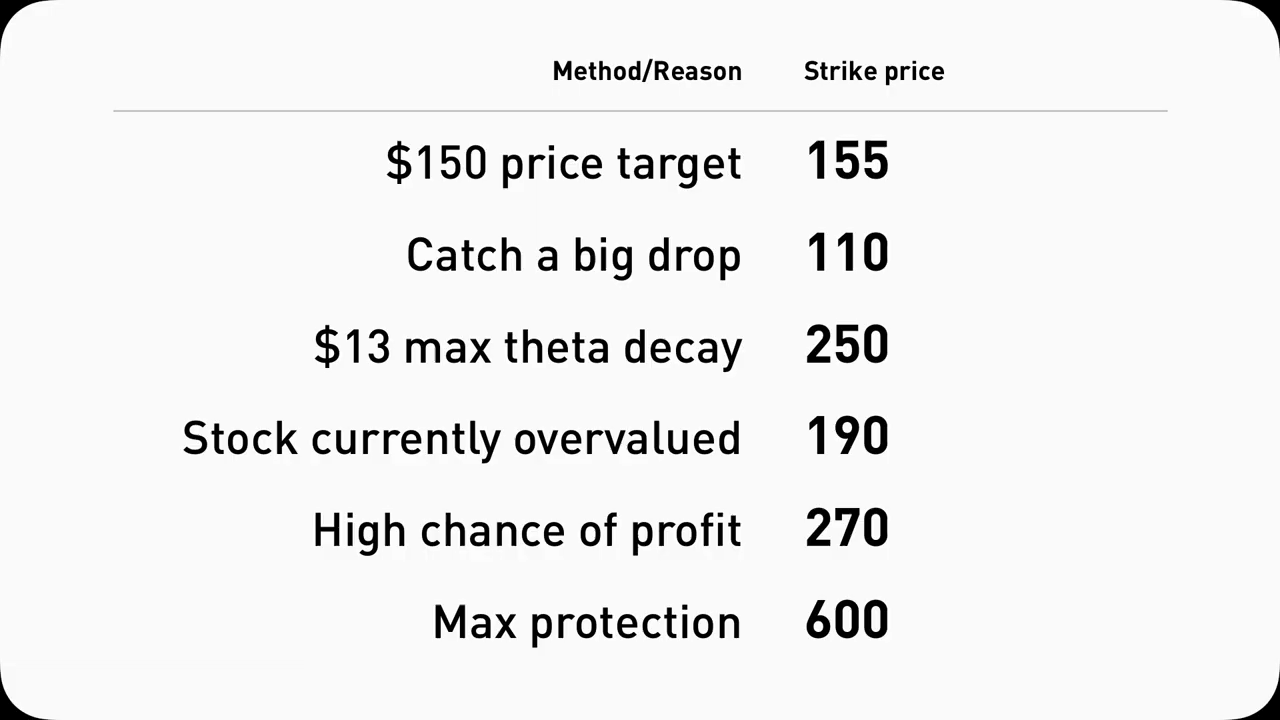 Method/Reason Strike price
$150 price target 155
Catch a big drop 110
$13 max theta decay 250
Stock currently overvalued 190
High chance of profit 270
Max protection 600